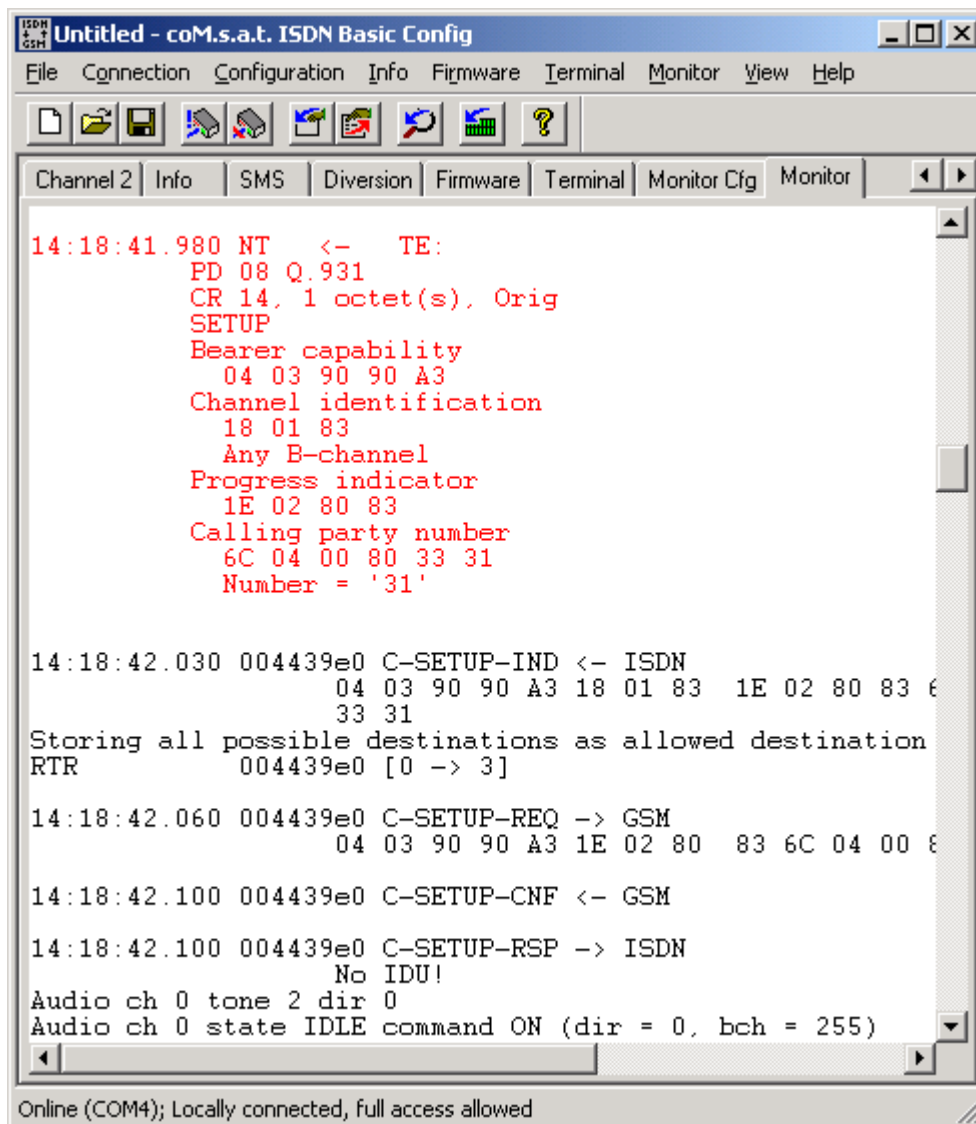 ISDN
GSM
Untitled - coM.s.a.t. ISDN Basic Config
File Connection Configuration Info Firmware Terminal Monitor View Help
Channel 2 Info SMS Diversion Firmware Terminal Monitor Cfg Monitor
14:18:41.980 NT <- TE:
PD 08 Q.931
CR 14, 1 octet(s), Orig
SETUP
Bearer capability
04 03 90 90 A3
Channel identification
18 01 83
Any B-channel
Progress indicator
1E 02 80 83
Calling party number
6C 04 00 80 33 31
Number = '31'
14:18:42.030 004439e0 C-SETUP-IND <- ISDN
04 03 90 90 A3 18 01 83 1E 02 80 83
33 31
Storing all possible destinations as allowed destination
RTR 004439e0 [0 -> 3]
14:18:42.060 004439e0 C-SETUP-REQ -> GSM
04 03 90 90 A3 1E 02 80 83 6C 04 00
14:18:42.100 004439e0 C-SETUP-CNF <- GSM
14:18:42.100 004439e0 C-SETUP-RSP -> ISDN
No IDU!
Audio ch 0 tone 2 dir 0
Audio ch 0 state IDLE command ON (dir = 0, bch = 255)
Online (COM4); Locally connected, full access allowed